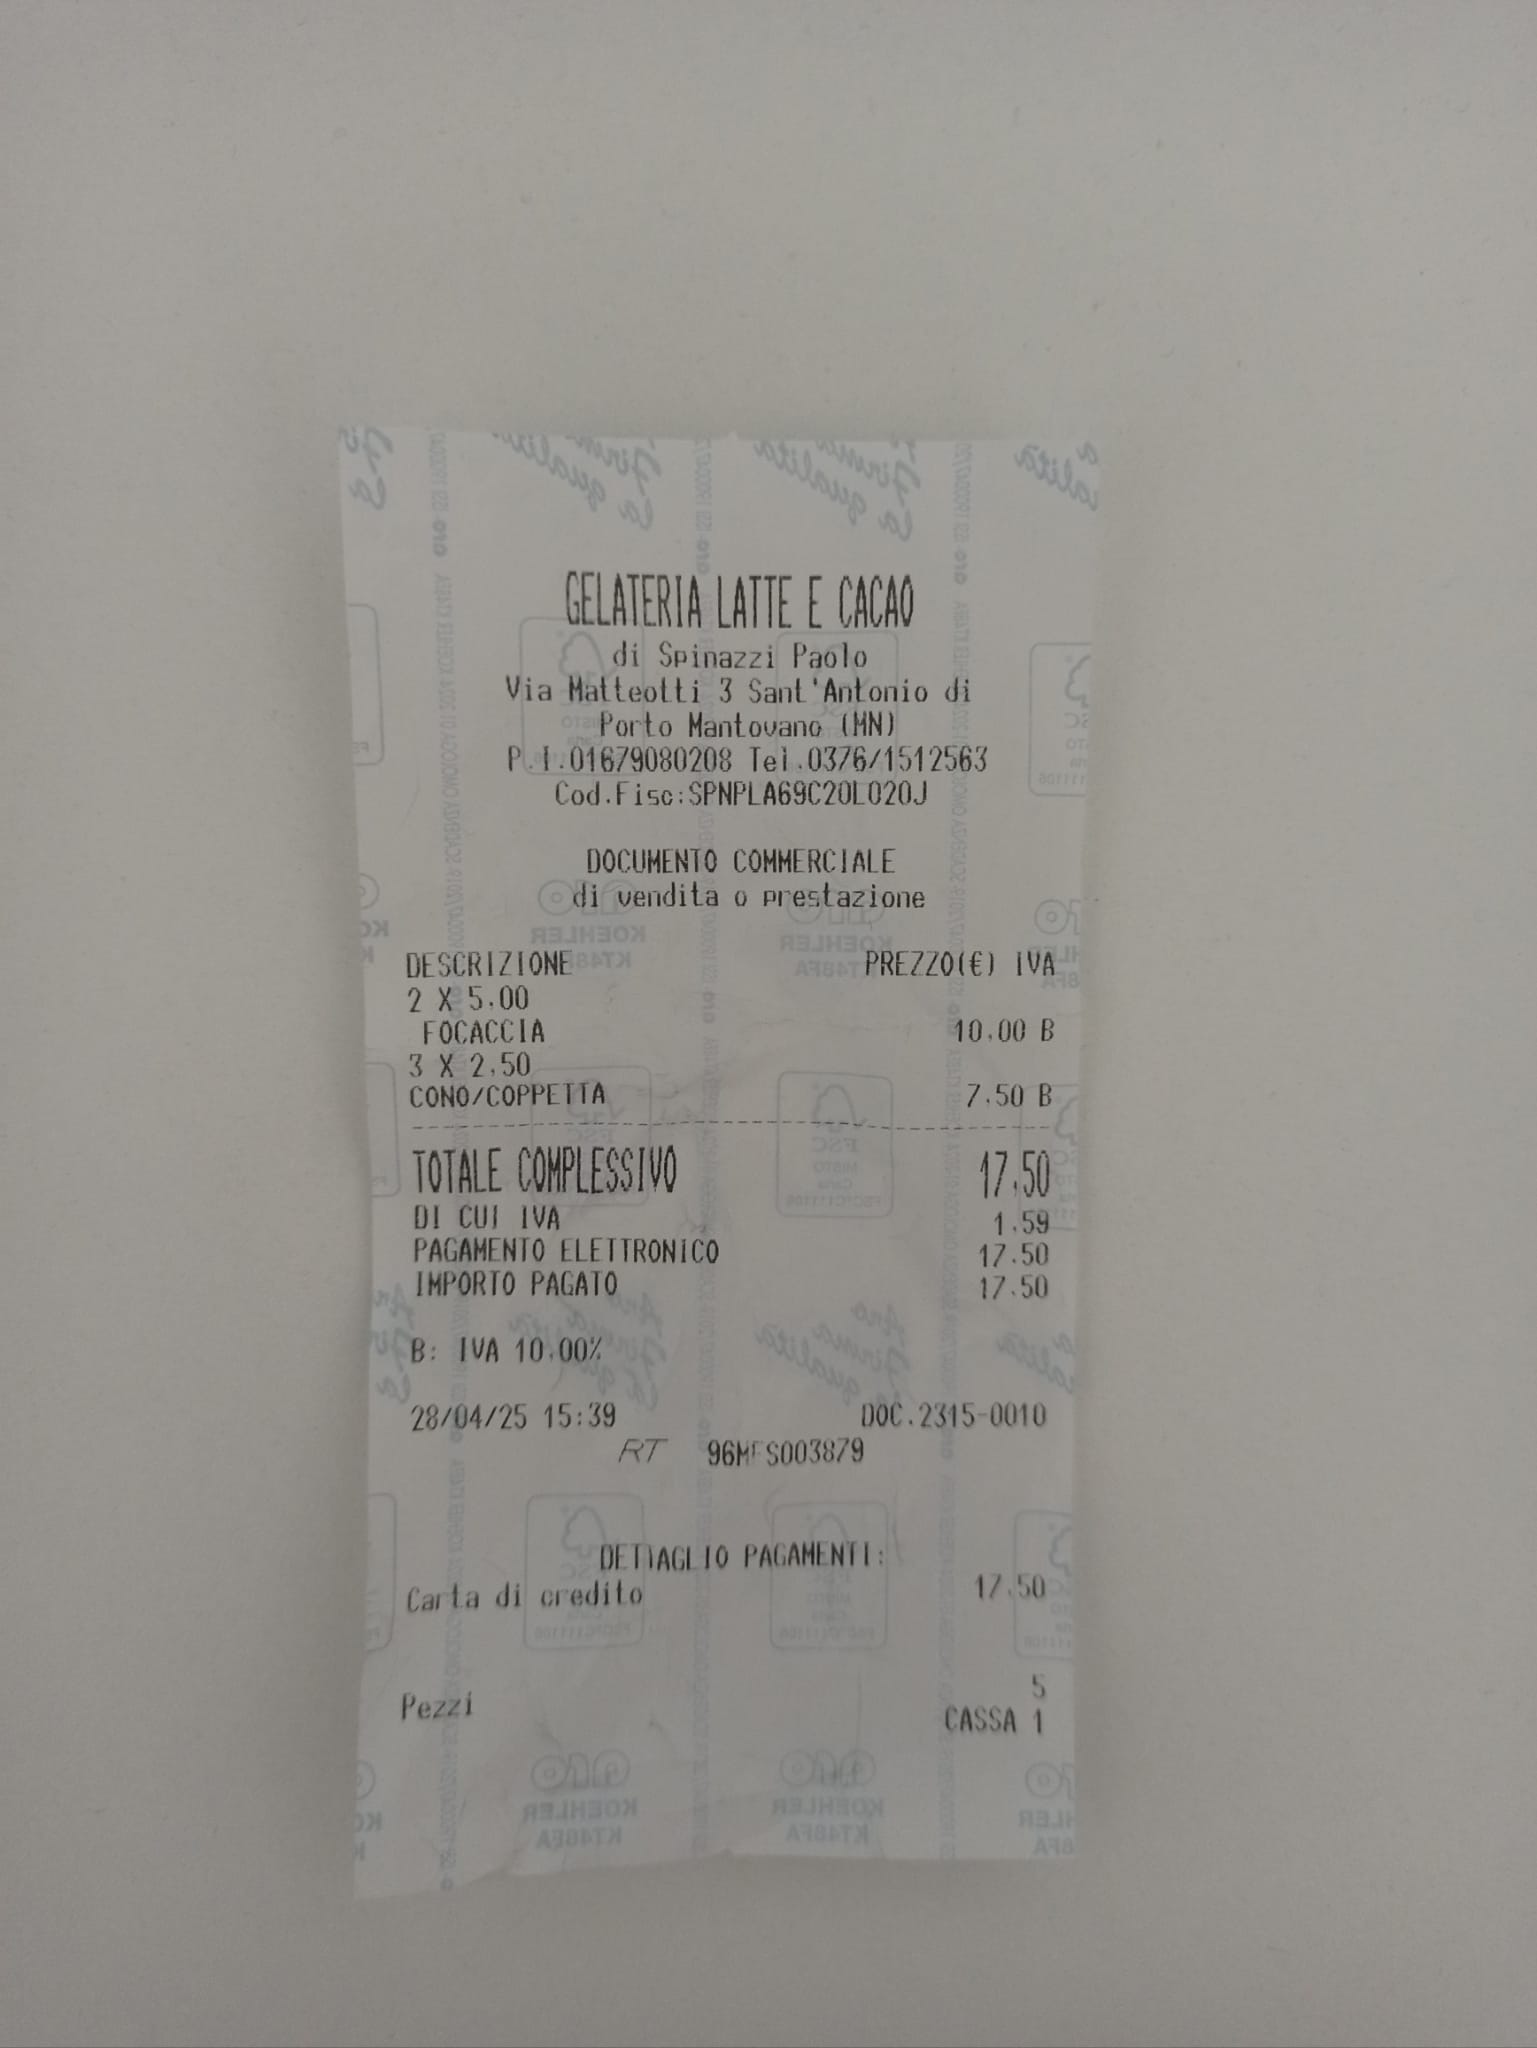 GELATERIA LATTE E CACAO
di Spinazzi Paolo
Via Matteotti 3 Sant'Antonio di
Porto Mantovano (MN)
P.I.01679080208 Tel.0376/1512563
Cod.Fisc:SPNPLA69C20L020J
DOCUMENTO COMMERCIALE
di vendita o prestazione
DESCRIZIONE PREZZO(€) IVA
2 X 5.00
FOCACCIA 10.00 B
3 X 2.50
CONO/COPPETTA 7.50 B
TOTALE COMPLESSIVO 17.50
DI CUI IVA 1.59
PAGAMENTO ELETTRONICO 17.50
IMPORTO PAGATO 17.50
B: IVA 10.00%
28/04/25 15:39 DOC.2315-0010
RT 96MFS003879
DETTAGLIO PAGAMENTI:
Carta di credito 17.50
Pezzi 5
CASSA 1